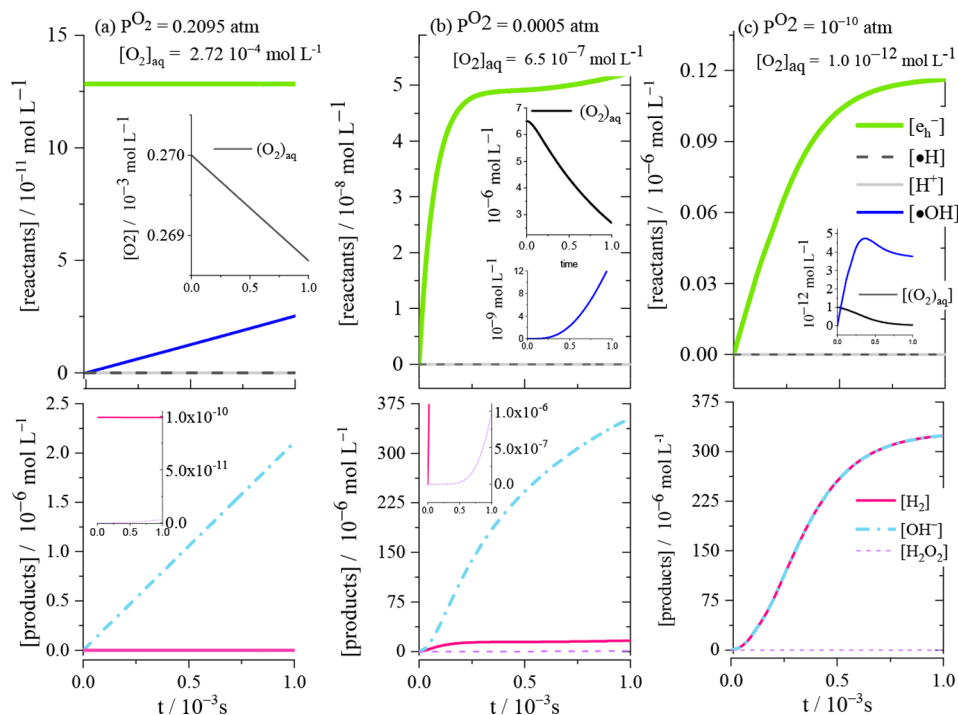 (a) P^O2 = 0.2095 atm
[O2]aq = 2.72 10⁻⁴ mol L⁻¹
[reactants] / 10⁻¹¹ mol L⁻¹
15
10
5
0
[O2] / 10⁻³ mol L⁻¹
0.270
0.269
(O2)aq
0.0 0.5 1.0
(b) P^O2 = 0.0005 atm
[O2]aq = 6.5 10⁻⁷ mol L⁻¹
[reactants] / 10⁻⁸ mol L⁻¹
5
4
3
2
1
0
(O2)aq
10⁻⁶ mol L⁻¹
7
6
5
4
3
0.0 0.5 1.0
time
10⁻⁹ mol L⁻¹
12
8
4
0
0.0 0.5 1.0
(c) P^O2 = 10⁻¹⁰ atm
[O2]aq = 1.0 10⁻¹² mol L⁻¹
[reactants] / 10⁻⁶ mol L⁻¹
0.12
0.09
0.06
0.03
0.00
[eh⁻]
[●H]
[H⁺]
[●OH]
10⁻¹² mol L⁻¹
5
4
3
2
1
0
[(O2)aq]
0.0 0.5 1.0
[products] / 10⁻⁶ mol L⁻¹
2.5
2.0
1.5
1.0
0.5
0.0
1.0x10⁻¹⁰
5.0x10⁻¹¹
0.0
0.0 0.5 1.0
0.0 0.5 1.0
t / 10⁻³s
[products] / 10⁻⁶ mol L⁻¹
375
300
225
150
75
0
1.0x10⁻⁶
5.0x10⁻⁷
0.0
0.0 0.5 1.0
0.0 0.5 1.0
t / 10⁻³s
[products] / 10⁻⁶ mol L⁻¹
375
300
225
150
75
0
[H2]
[OH⁻]
[H2O2]
0.0 0.5 1.0
t / 10⁻³s